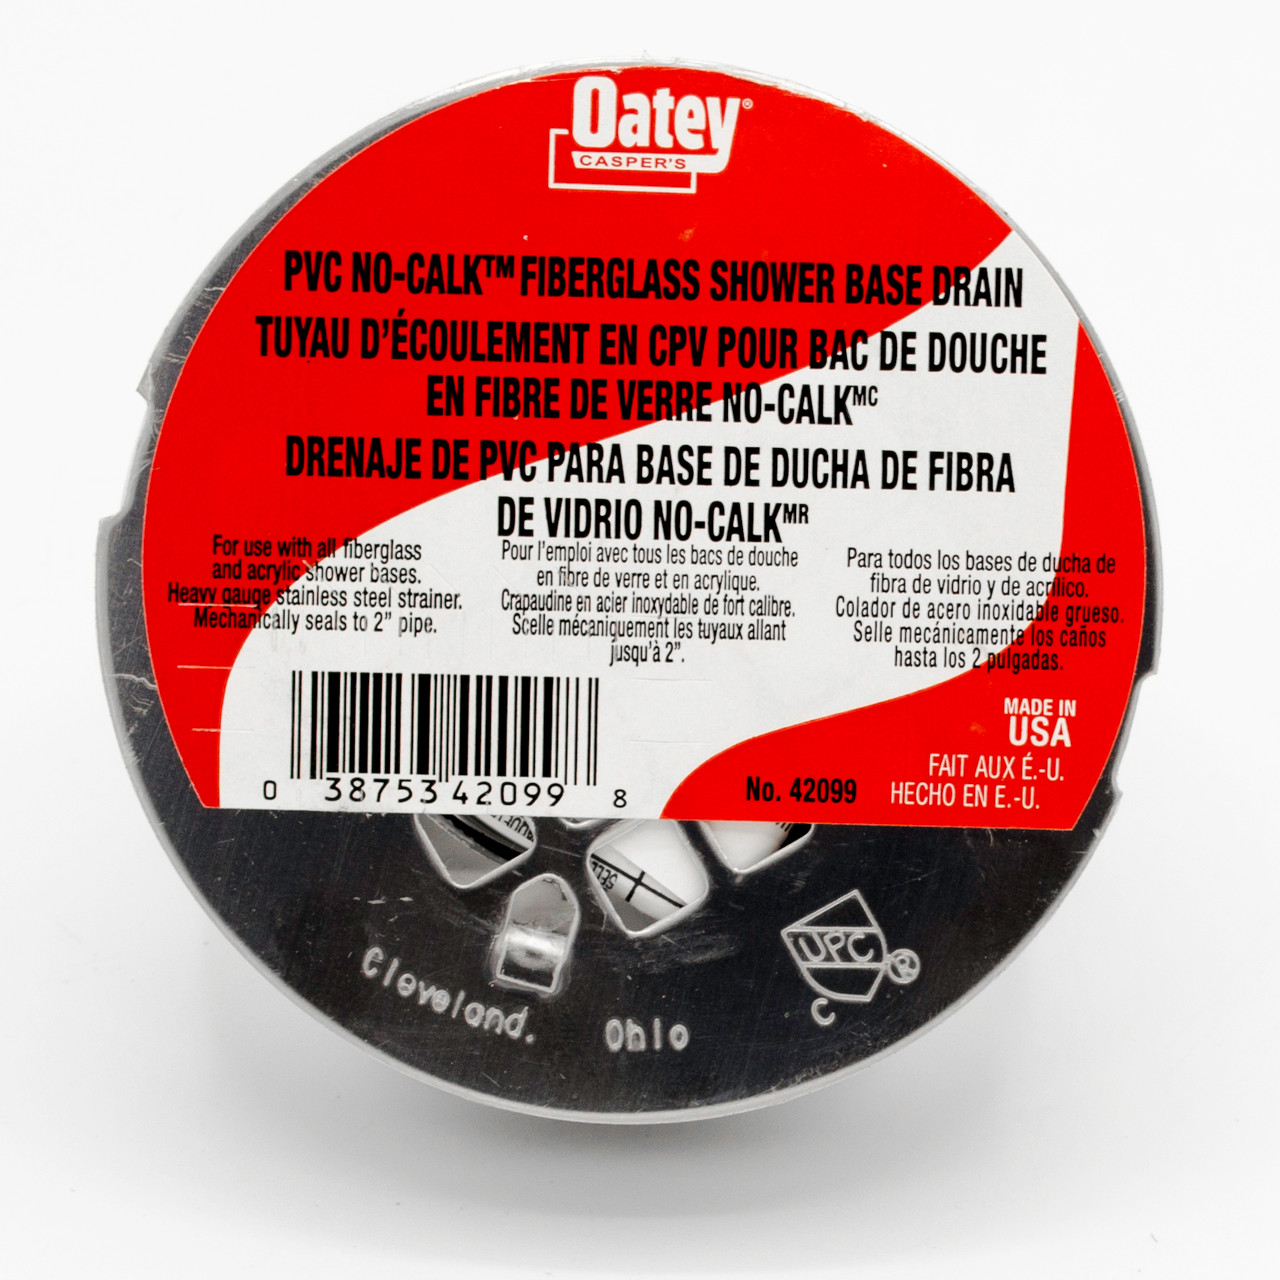 Oatey®
CASPER'S
PVC NO-CALK™ FIBERGLASS SHOWER BASE DRAIN
TUYAU D'ÉCOULEMENT EN CPV POUR BAC DE DOUCHE
EN FIBRE DE VERRE NO-CALKMC
DRENAJE DE PVC PARA BASE DE DUCHA DE FIBRA
DE VIDRIO NO-CALKMR
For use with all fiberglass
and acrylic shower bases.
Heavy gauge stainless steel strainer.
Mechanically seals to 2" pipe.
Pour l'emploi avec tous les bacs de douche
en fibre de verre et en acrylique.
Crapaudine en acier inoxydable de fort calibre.
Scelle mécaniquement les tuyaux allant
jusqu'à 2".
Para todos los bases de ducha de
fibra de vidrio y de acrílico.
Colador de acero inoxidable grueso.
Selle mecánicamente los caños
hasta los 2 pulgadas.
MADE IN
USA
FAIT AUX É.-U.
HECHO EN E.-U.
No. 42099
0 38753 42099 8
UPC®
C
Cleveland. Ohio